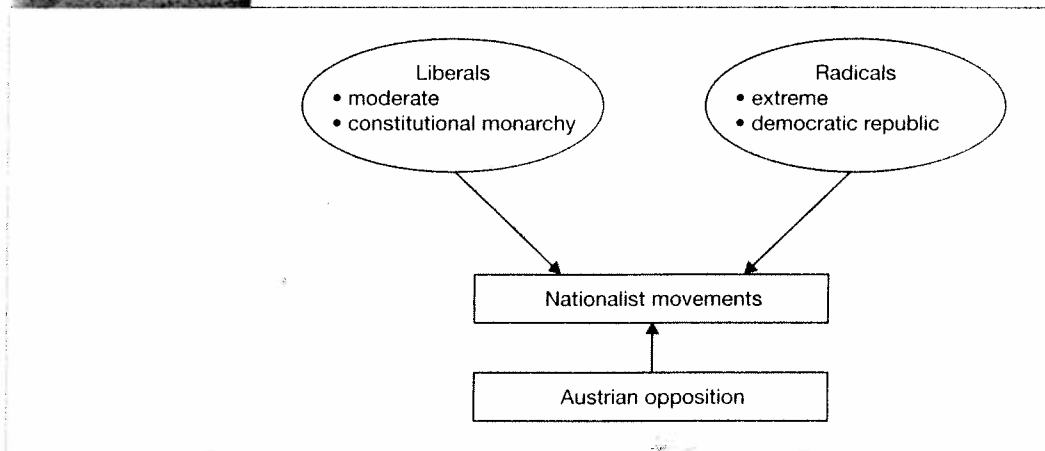 Liberals
• moderate
• constitutional monarchy
Radicals
• extreme
• democratic republic
Nationalist movements
Austrian opposition